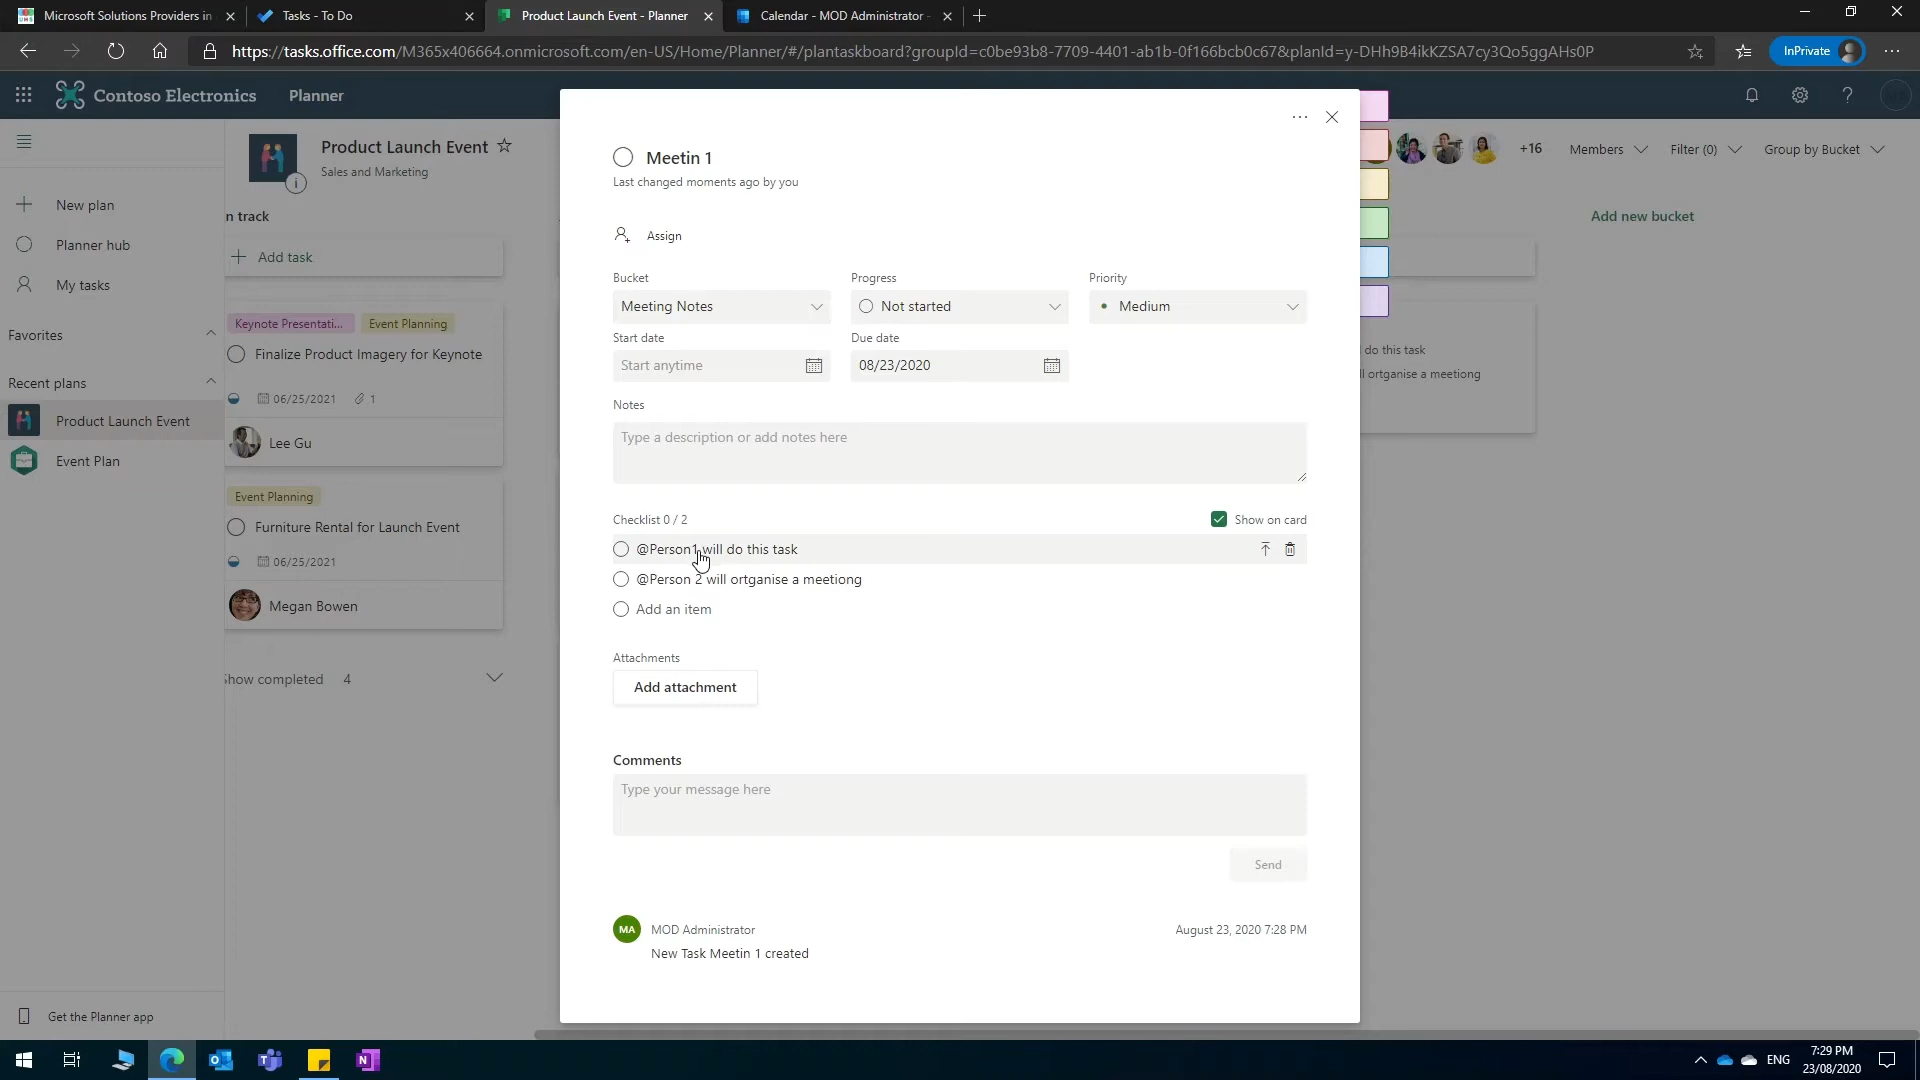 Microsoft Solutions Providers in
Tasks - To Do
Product Launch Event - Planner
Calendar - MOD Administrator -
https://tasks.office.com/M365x406664.onmicrosoft.com/en-US/Home/Planner/#/plantaskboard?groupId=c0be93b8-7709-4401-ab1b-0f166bcb0c67&planId=y-DHh9B4ikKZSA7cy3Qo5ggAHs0P
InPrivate
Contoso Electronics
Planner
New plan
Planner hub
My tasks
Favorites
Recent plans
Product Launch Event
Event Plan
Get the Planner app
Product Launch Event
Sales and Marketing
+16
Members
Filter (0)
Group by Bucket
n track
Add task
Keynote Presentati...
Event Planning
Finalize Product Imagery for Keynote
06/25/2021
1
Lee Gu
Event Planning
Furniture Rental for Launch Event
06/25/2021
Megan Bowen
how completed 4
Meetin 1
Last changed moments ago by you
Assign
Bucket
Progress
Priority
Meeting Notes
Not started
Medium
Start date
Due date
Start anytime
08/23/2020
Notes
Type a description or add notes here
Checklist 0 / 2
Show on card
@Person1 will do this task
@Person 2 will ortganise a meetiong
Add an item
Attachments
Add attachment
Comments
Type your message here
Send
MA
MOD Administrator
August 23, 2020 7:28 PM
New Task Meetin 1 created
Add new bucket
do this task
ll ortganise a meetiong
ENG
7:29 PM
23/08/2020